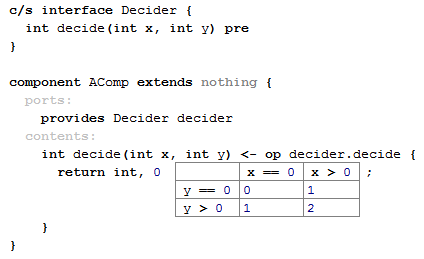 c/s interface Decider {
int decide(int x, int y) pre
}
component AComp extends nothing {
ports:
provides Decider decider
contents:
int decide(int x, int y) <- op decider.decide {
return int, 0 x == 0 x > 0 ;
y == 0 0 1
y > 0 1 2
}
}